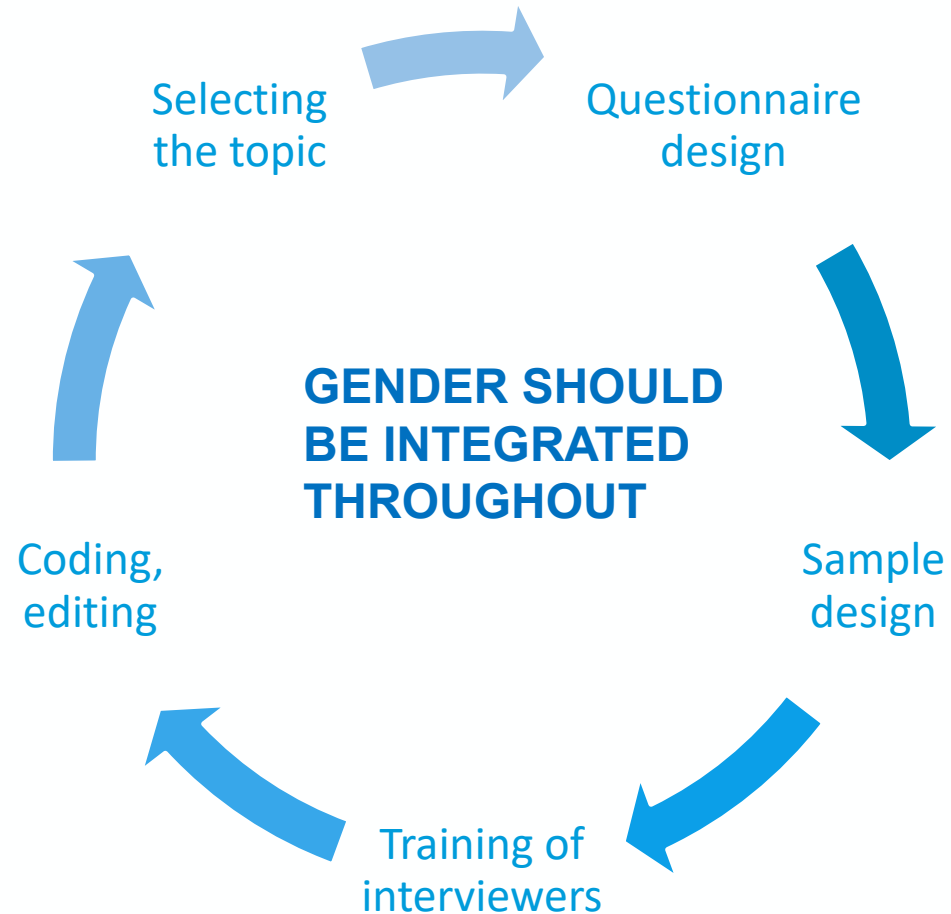 Selecting
the topic
Questionnaire
design
GENDER SHOULD
BE INTEGRATED
THROUGHOUT
Sample
design
Training of
interviewers
Coding,
editing